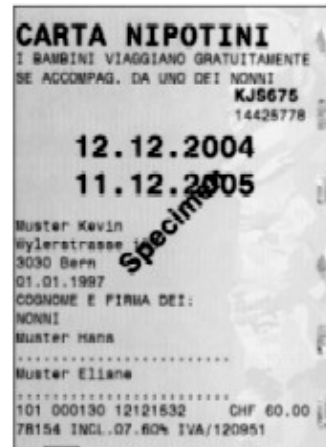 CARTA NIPOTINI
I BAMBINI VIAGGIANO GRATUITAMENTE
SE ACCOMPAG. DA UNO DEI NONNI
KJS675
14425778
12.12.2004
11.12.2005
Specimen
Muster Kevin
Wylerstrasse
3030 Bern
01.01.1997
COGNOME E FIRMA DEI:
NONNI
Muster Hans
..........................
Muster Eliane
..........................
101 000130 12121532 CHF 60.00
78154 INCL.07.60% IVA/120951